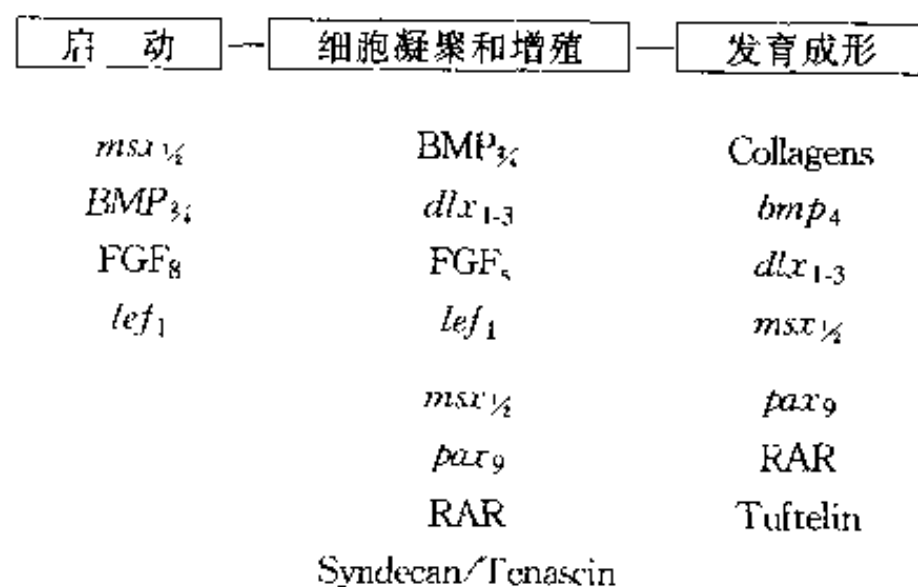 启 动 — 细胞凝聚和增殖 — 发育成形
msx½ BMP¾ Collagens
BMP¾ dlx1-3 bmp4
FGF8 FGFs dlx1-3
lef1 lef1 msx½
msx½ pax9
pax9 RAR
RAR Tuftelin
Syndecan/Tenascin